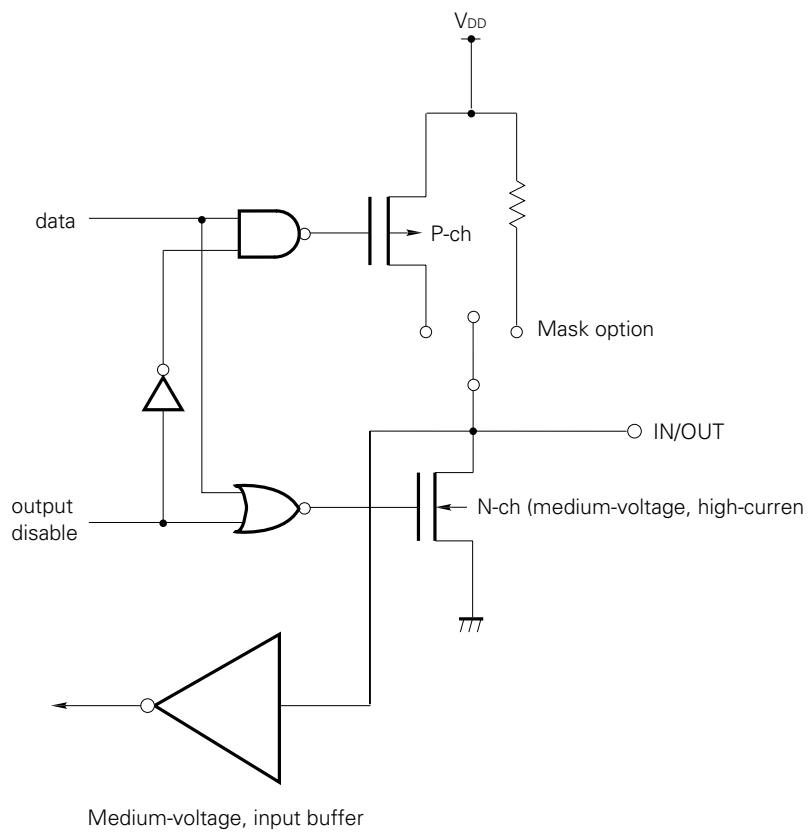 VDD
data
P-ch
Mask option
IN/OUT
output
disable
N-ch (medium-voltage, high-curren
Medium-voltage, input buffer